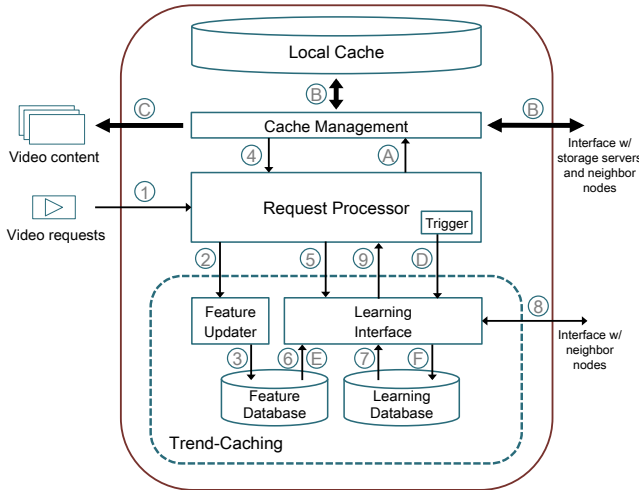 Local Cache
B
C
Cache Management
B
Video content
Interface w/
storage servers
and neighbor
nodes
4
A
1
Request Processor
Video requests
Trigger
2
5
9
D
8
Feature
Updater
Learning
Interface
Interface w/
neighbor
nodes
3
6
E
7
F
Feature
Database
Learning
Database
Trend-Caching